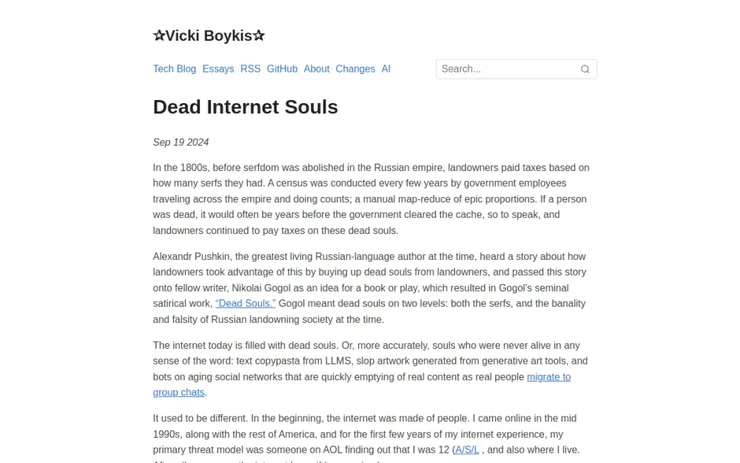 ✰Vicki Boykis✰
Tech Blog Essays RSS GitHub About Changes AI
Search...
Dead Internet Souls
Sep 19 2024
In the 1800s, before serfdom was abolished in the Russian empire, landowners paid taxes based on
how many serfs they had. A census was conducted every few years by government employees
traveling across the empire and doing counts; a manual map-reduce of epic proportions. If a person
was dead, it would often be years before the government cleared the cache, so to speak, and
landowners continued to pay taxes on these dead souls.
Alexandr Pushkin, the greatest living Russian-language author at the time, heard a story about how
landowners took advantage of this by buying up dead souls from landowners, and passed this story
onto fellow writer, Nikolai Gogol as an idea for a book or play, which resulted in Gogol's seminal
satirical work, “Dead Souls.” Gogol meant dead souls on two levels: both the serfs, and the banality
and falsity of Russian landowning society at the time.
The internet today is filled with dead souls. Or, more accurately, souls who were never alive in any
sense of the word: text copypasta from LLMS, slop artwork generated from generative art tools, and
bots on aging social networks that are quickly emptying of real content as real people migrate to
group chats.
It used to be different. In the beginning, the internet was made of people. I came online in the mid
1990s, along with the rest of America, and for the first few years of my internet experience, my
primary threat model was someone on AOL finding out that I was 12 (A/S/L , and also where I live.